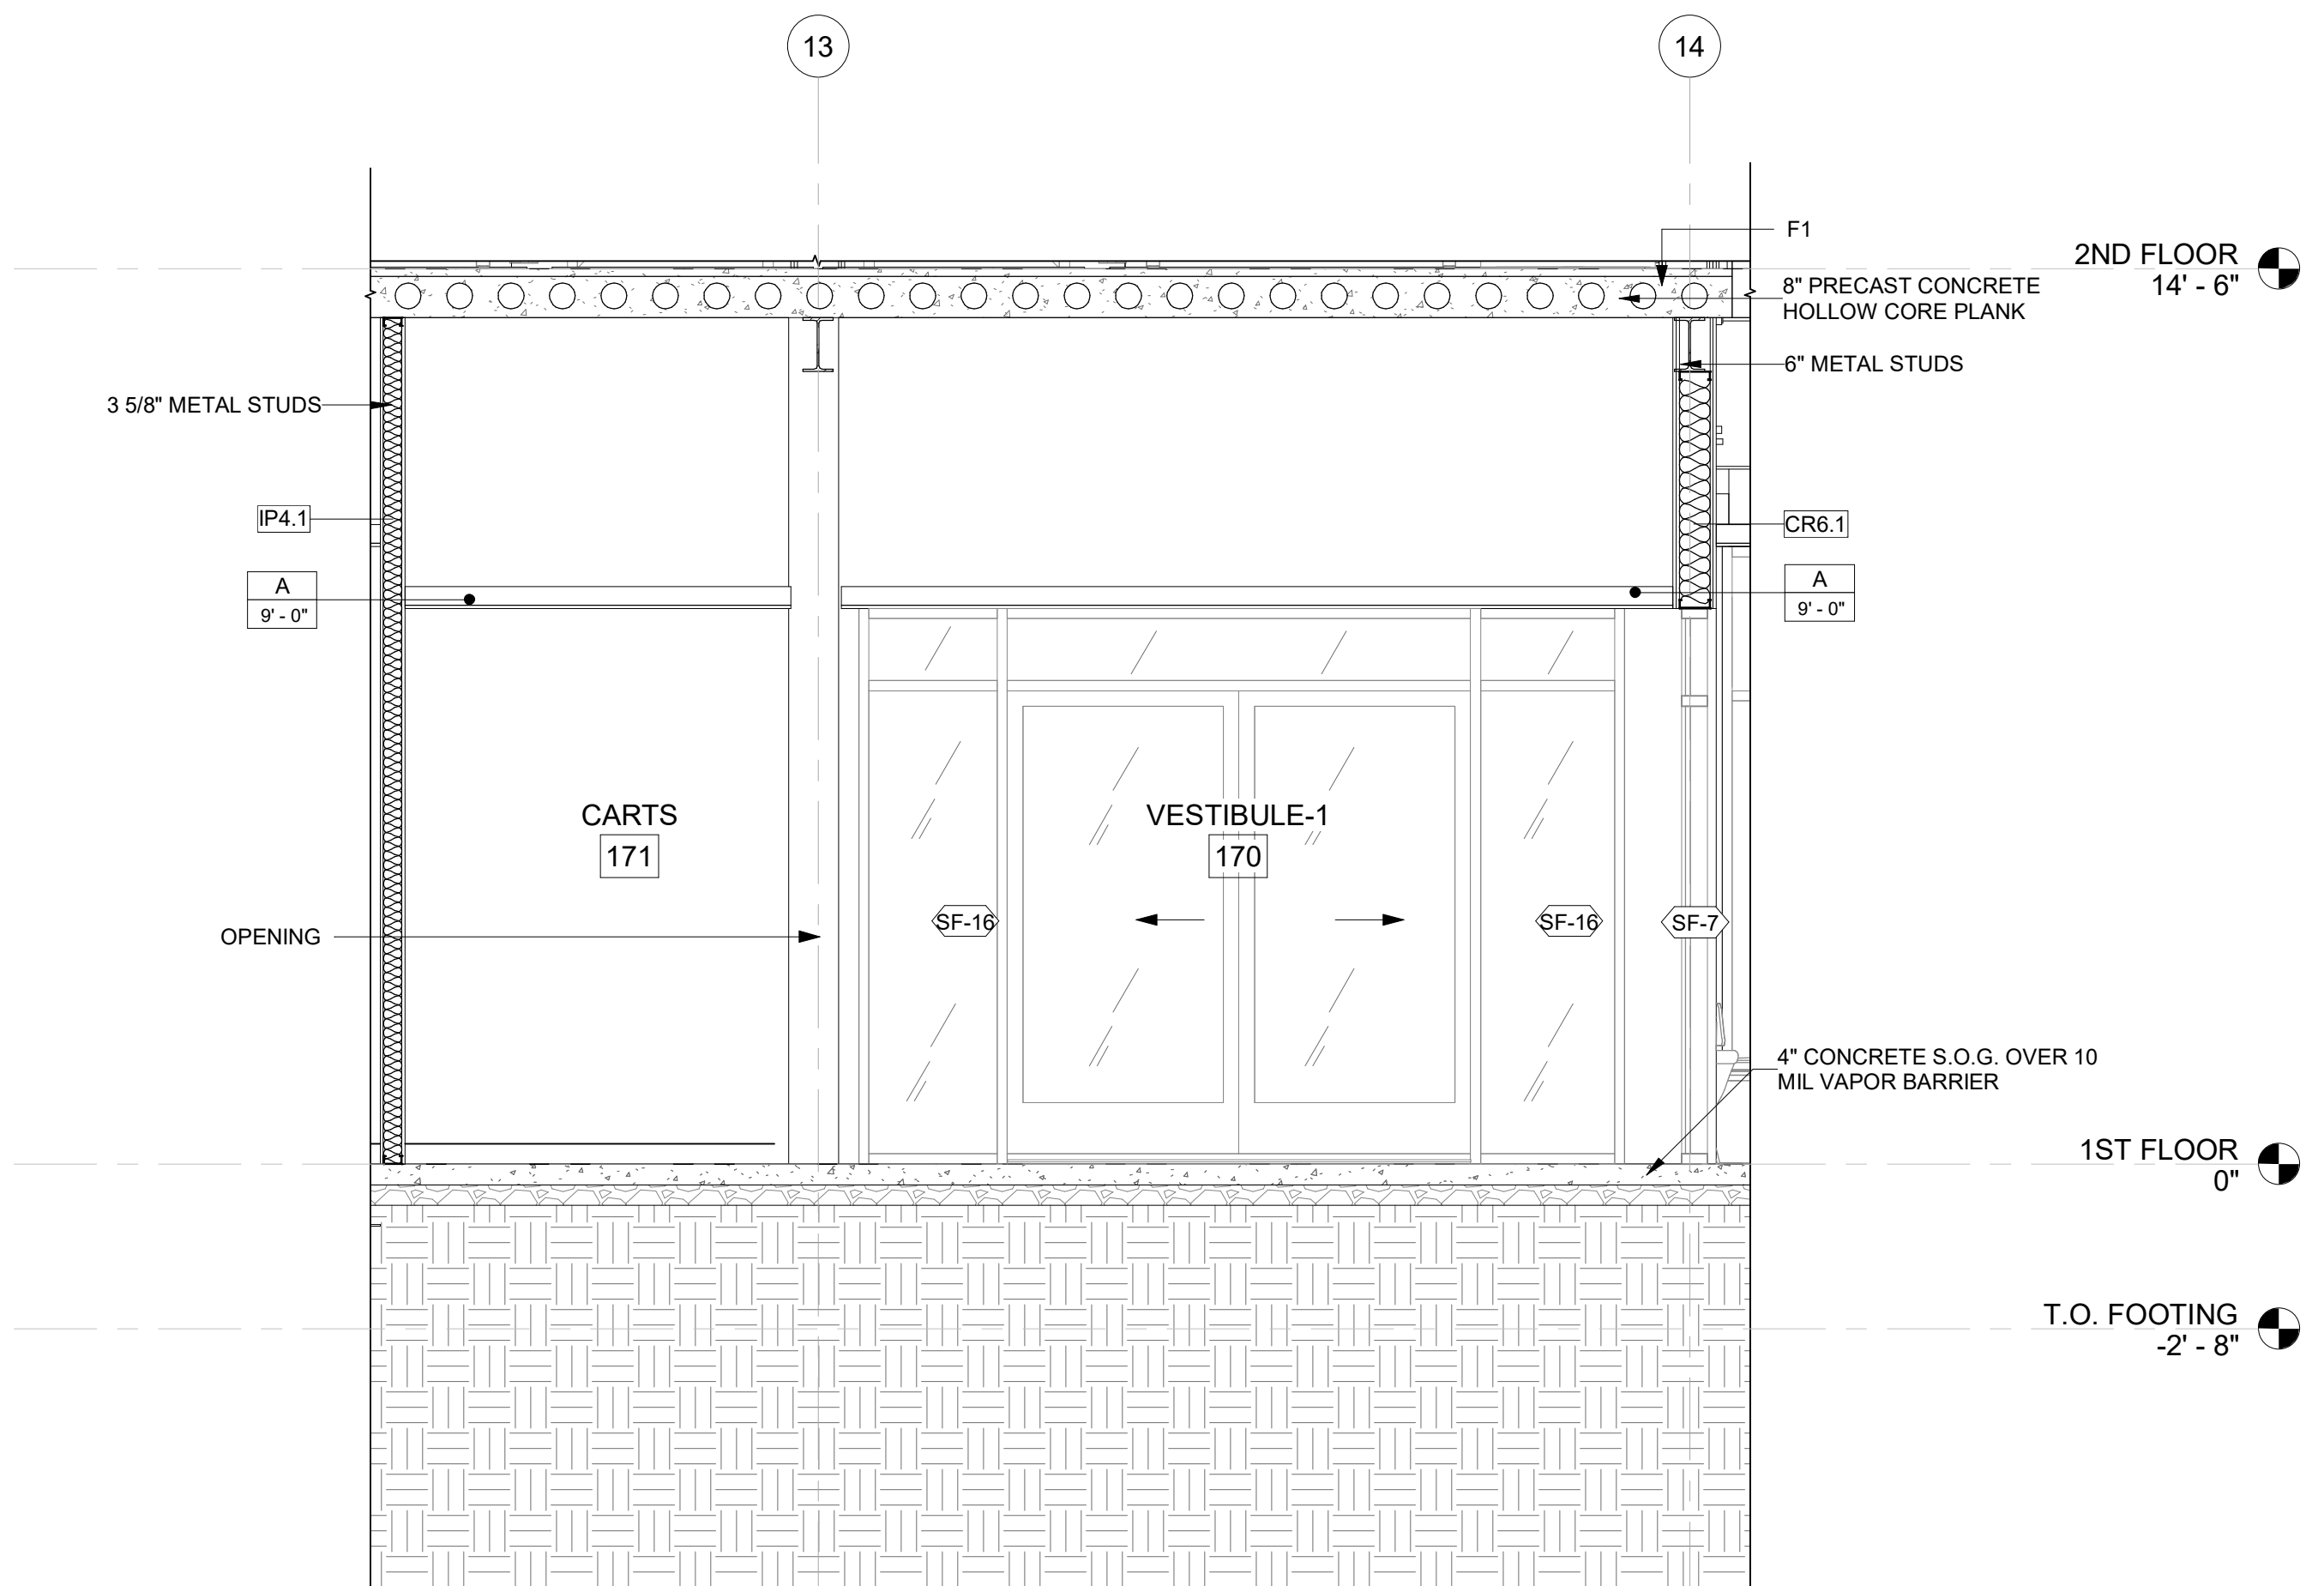 13
14
F1
2ND FLOOR
14' - 6"
8" PRECAST CONCRETE
HOLLOW CORE PLANK
6" METAL STUDS
3 5/8" METAL STUDS
IP4.1
CR6.1
A
9' - 0"
A
9' - 0"
CARTS
171
VESTIBULE-1
170
SF-16
SF-16
SF-7
OPENING
4" CONCRETE S.O.G. OVER 10
MIL VAPOR BARRIER
1ST FLOOR
0"
T.O. FOOTING
-2' - 8"